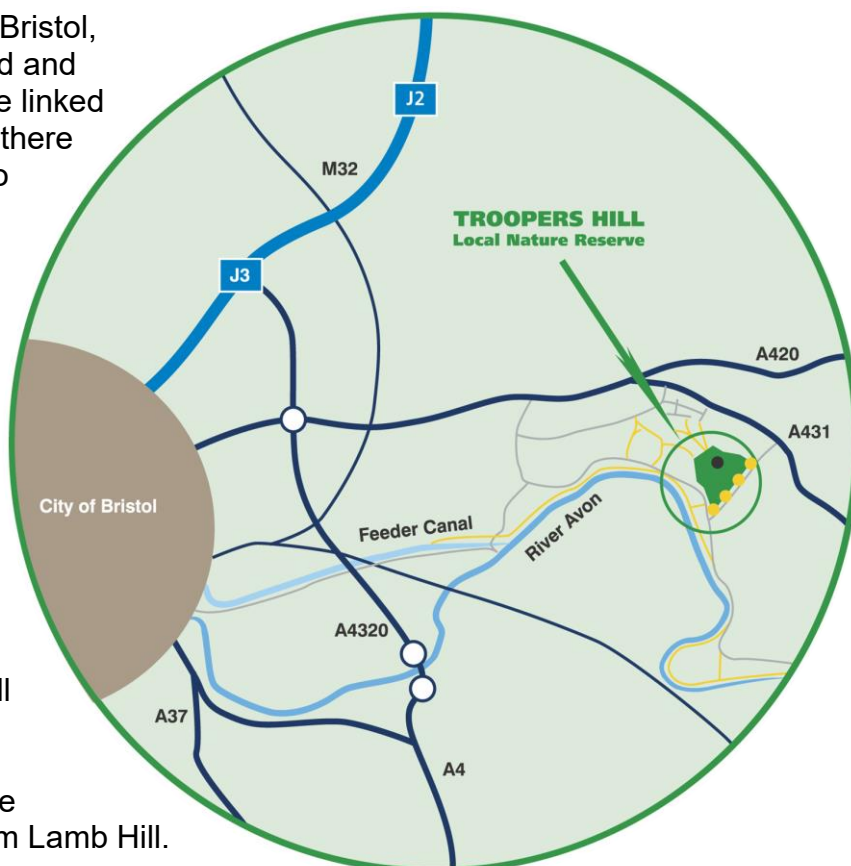 Bristol,
d and
e linked
there
o
J2
M32
TROOPERS HILL
Local Nature Reserve
J3
A420
A431
City of Bristol
Feeder Canal
River Avon
A4320
ll
A37
A4
e
m Lamb Hill.